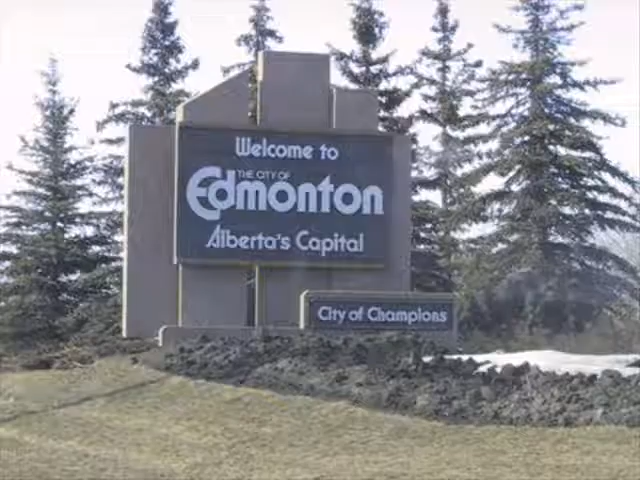 Welcome to
THE CITY OF
Edmonton
Alberta's Capital
City of Champions